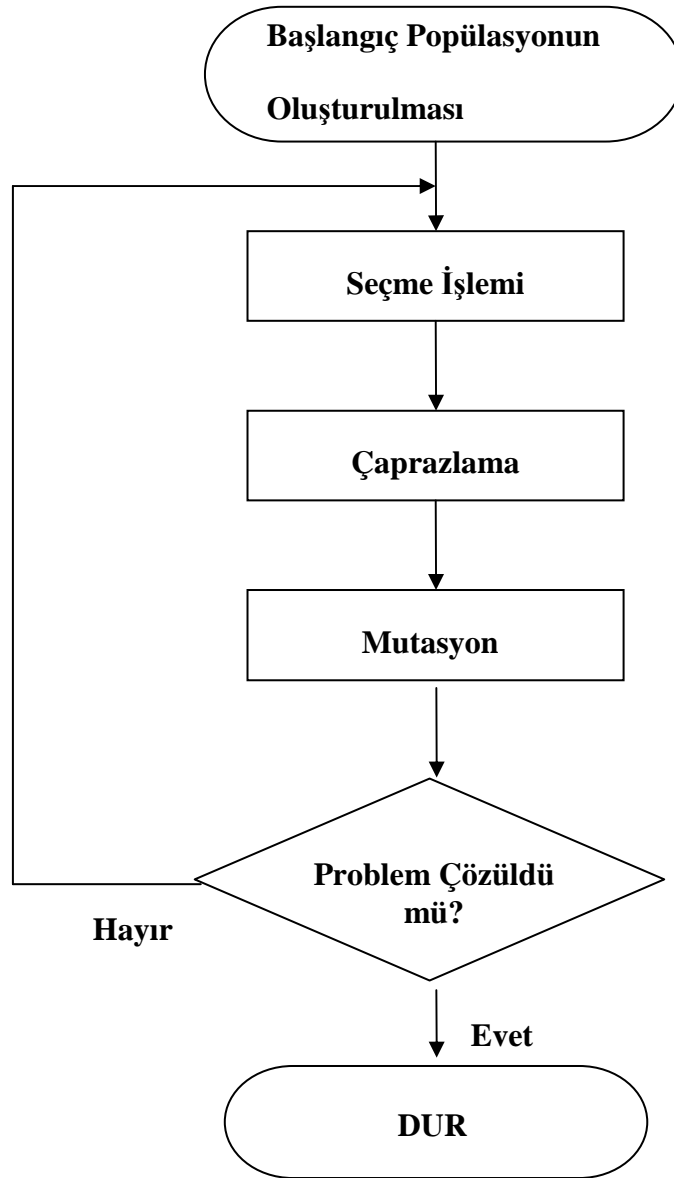 Başlangıç Popülasyonun
Oluşturulması
Seçme İşlemi
Çaprazlama
Mutasyon
Problem Çözüldü
mü?
Hayır
Evet
DUR